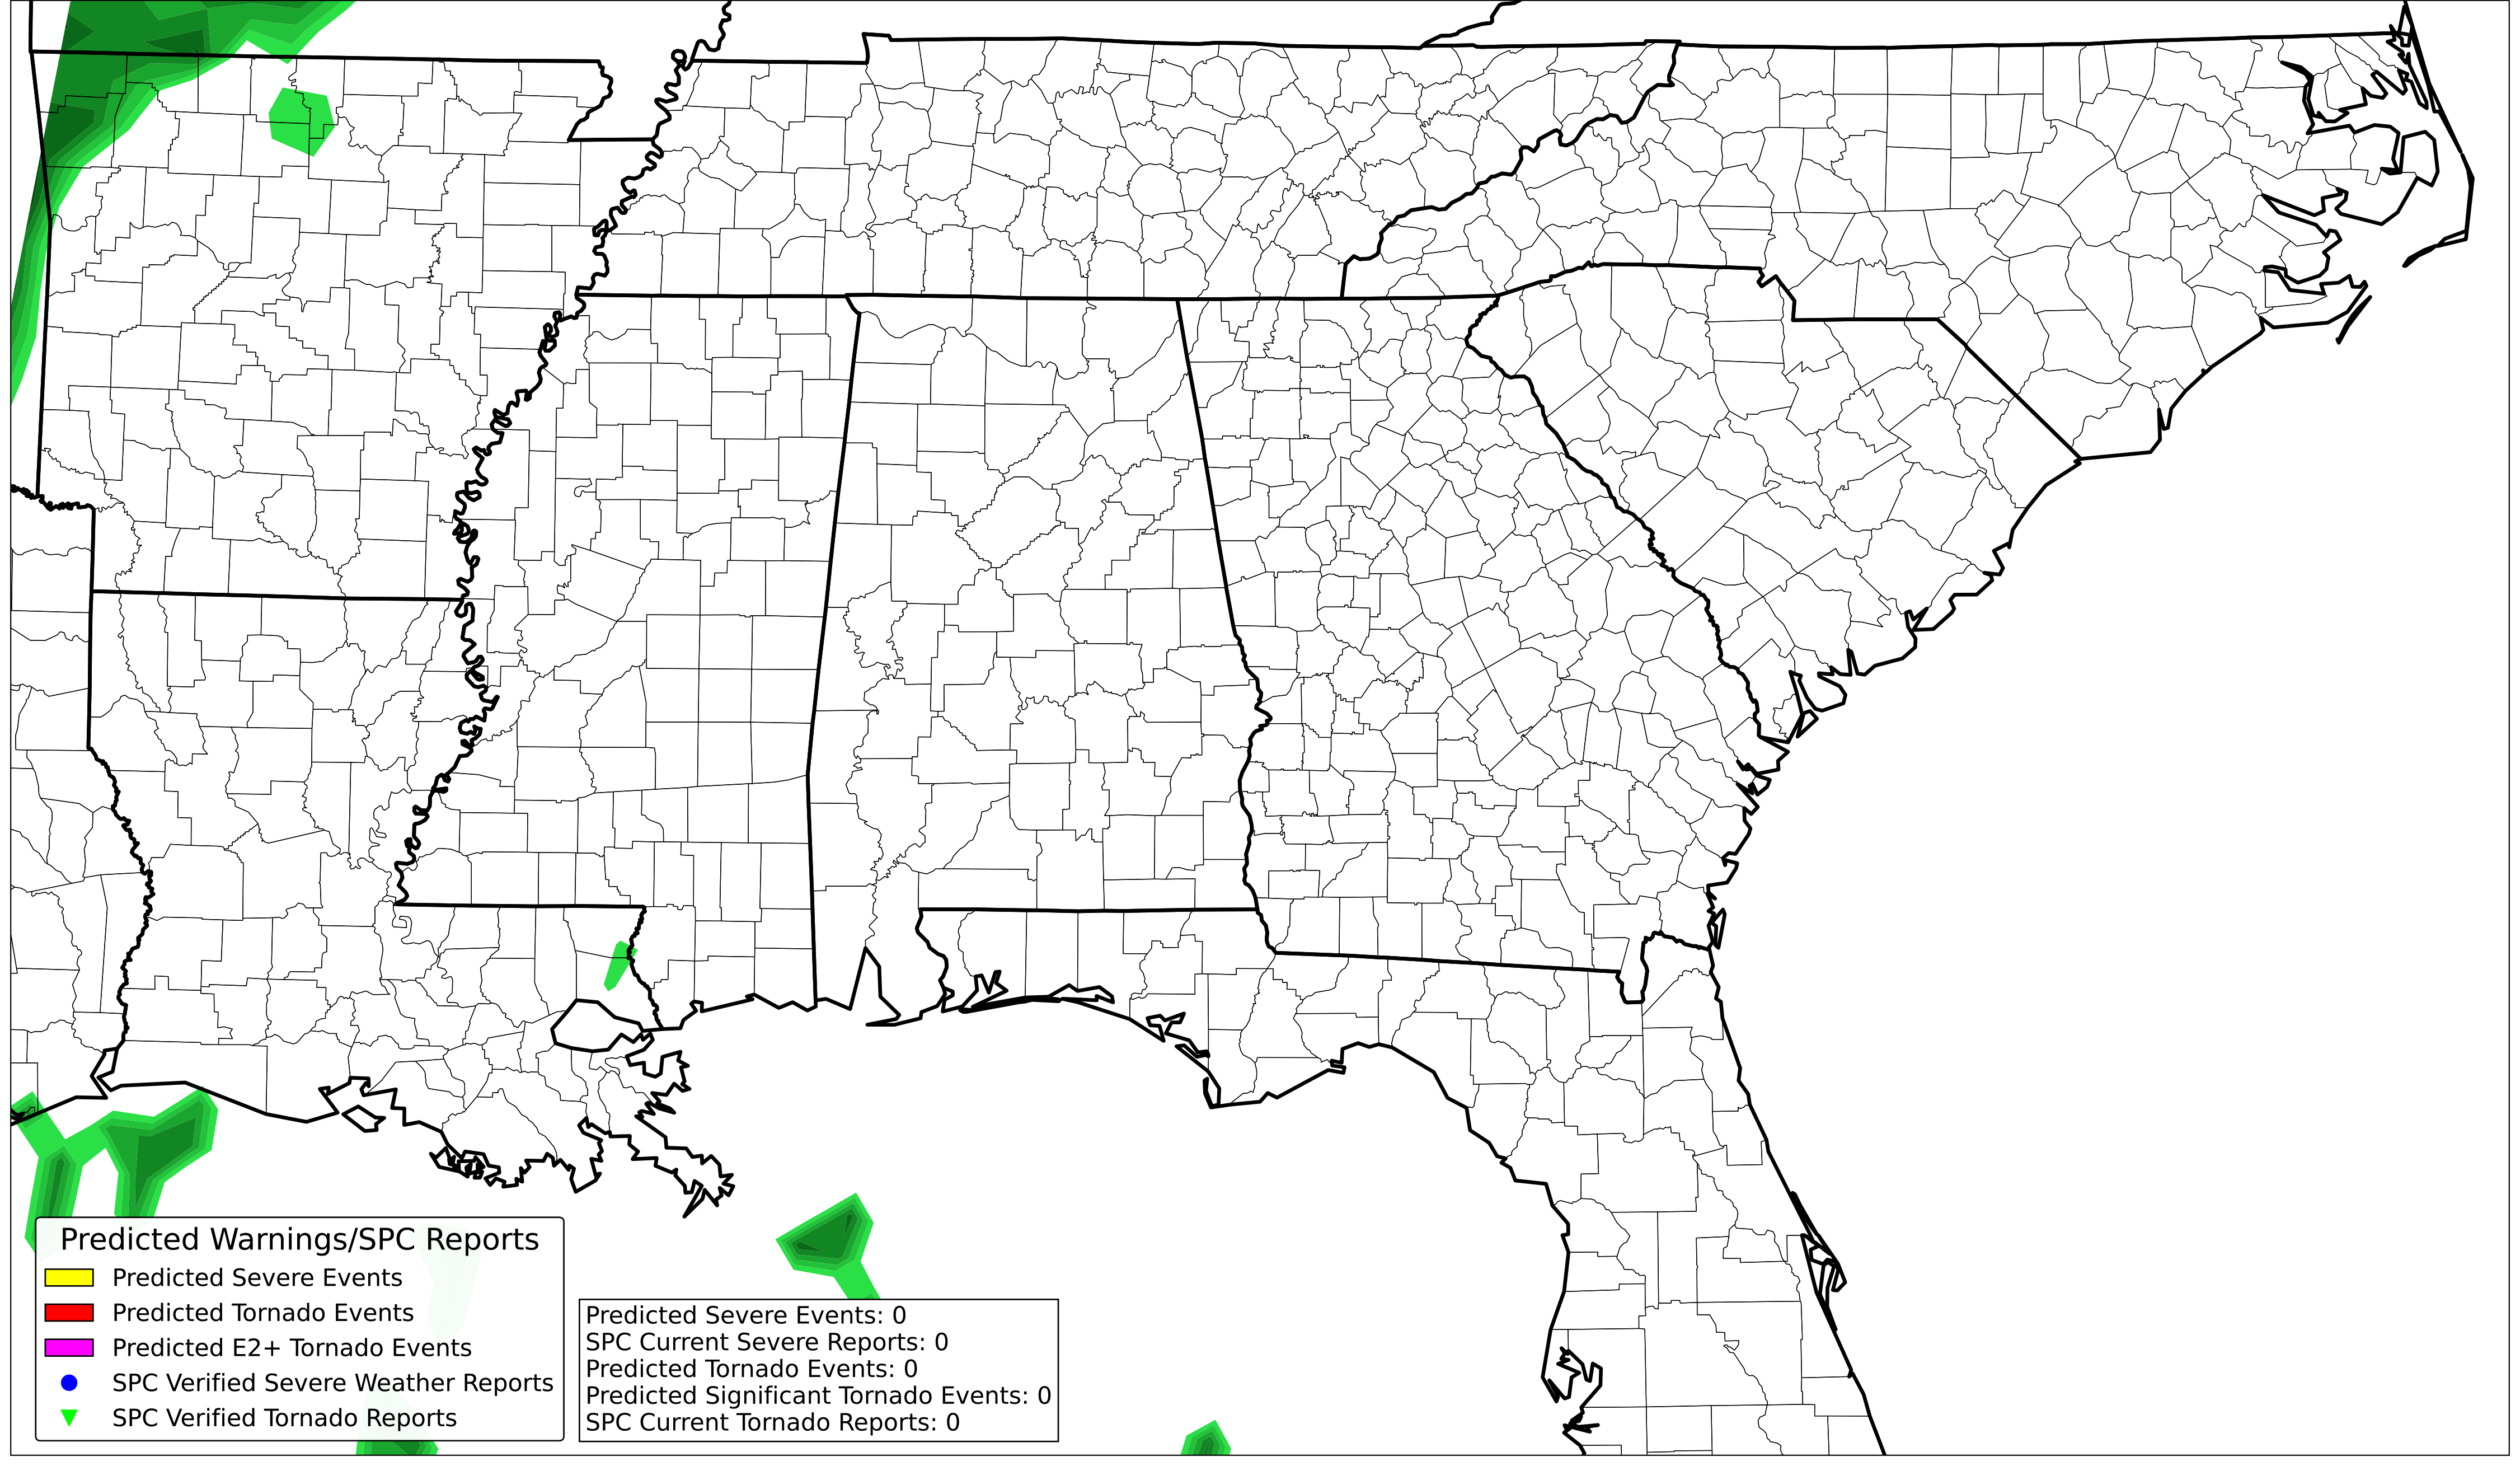 Predicted Warnings/SPC Reports
Predicted Severe Events
Predicted Tornado Events
Predicted E2+ Tornado Events
SPC Verified Severe Weather Reports
SPC Verified Tornado Reports
Predicted Severe Events: 0
SPC Current Severe Reports: 0
Predicted Tornado Events: 0
Predicted Significant Tornado Events: 0
SPC Current Tornado Reports: 0